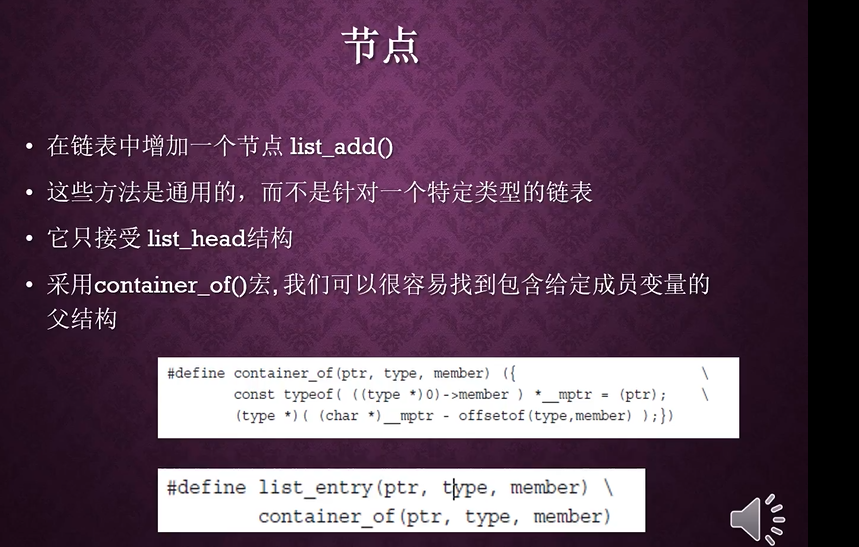 节点
• 在链表中增加一个节点 list_add()
• 这些方法是通用的，而不是针对一个特定类型的链表
• 它只接受 list_head结构
• 采用container_of()宏, 我们可以很容易找到包含给定成员变量的
父结构
#define container_of(ptr, type, member) ({ \
const typeof( ((type *)0)->member ) *__mptr = (ptr); \
(type *)( (char *)__mptr - offsetof(type,member) );})
#define list_entry(ptr, type, member) \
container_of(ptr, type, member)